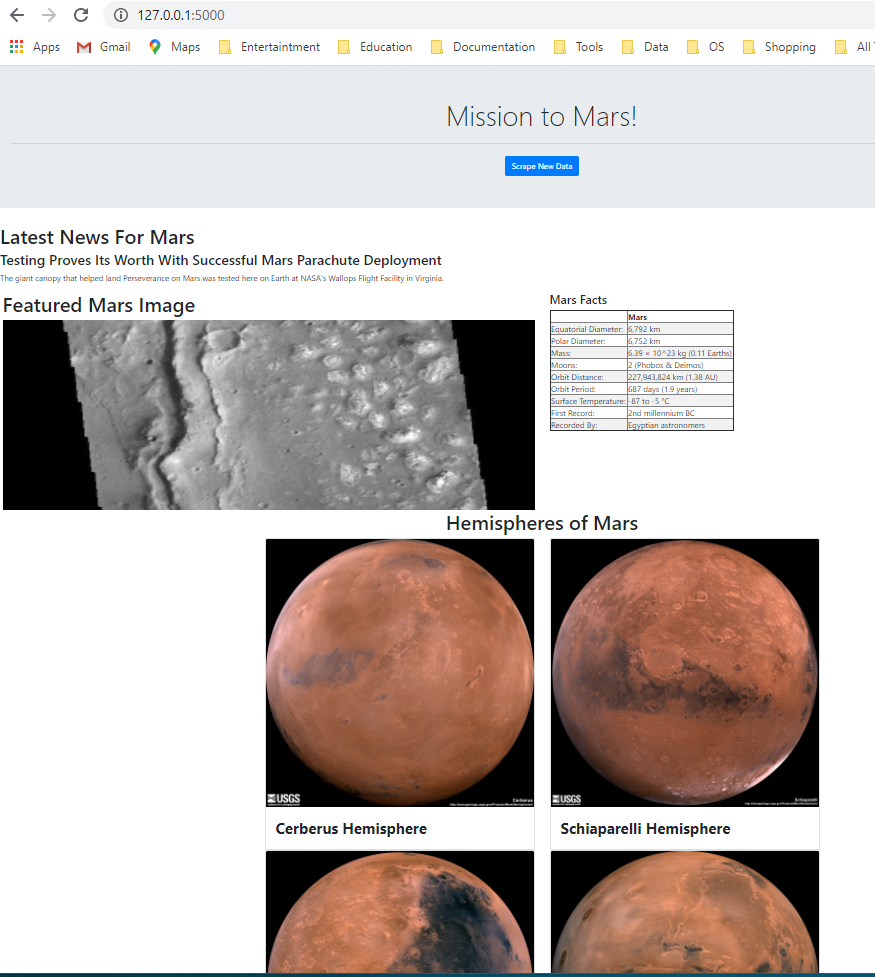 127.0.0.1:5000
Apps Gmail Maps Entertaintment Education Documentation Tools Data OS Shopping All
Mission to Mars!
Scrape New Data
Latest News For Mars
Testing Proves Its Worth With Successful Mars Parachute Deployment
The giant canopy that helped land Perseverance on Mars was tested here on Earth at NASA's Wallops Flight Facility in Virginia.
Featured Mars Image
Mars Facts
Mars
Equatorial Diameter: 6,792 km
Polar Diameter: 6,752 km
Mass: 6.39 × 10^23 kg (0.11 Earths)
Moons: 2 (Phobos & Deimos)
Orbit Distance: 227,943,824 km (1.38 AU)
Orbit Period: 687 days (1.9 years)
Surface Temperature: -87 to -5 °C
First Record: 2nd millennium BC
Recorded By: Egyptian astronomers
Hemispheres of Mars
USGS Cerberus
USGS Schiaparelli
Cerberus Hemisphere
Schiaparelli Hemisphere